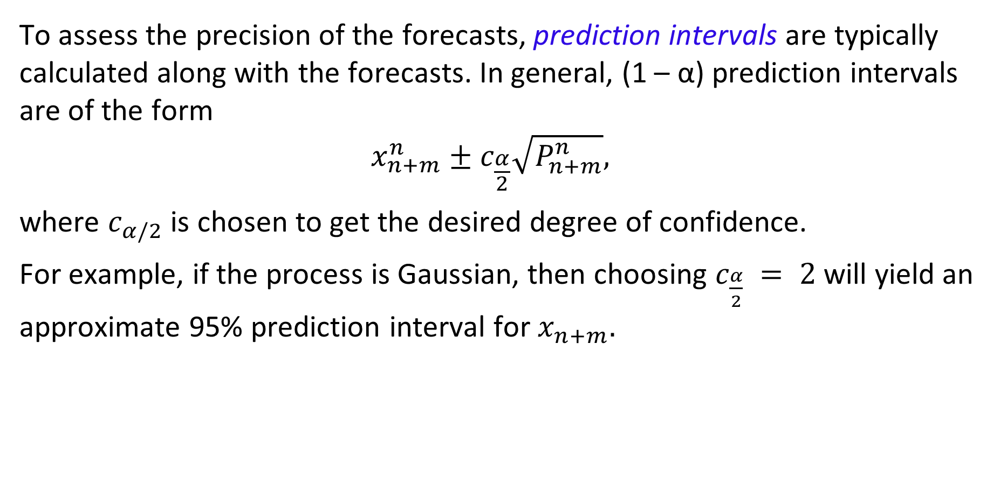 To assess the precision of the forecasts, prediction intervals are typically
calculated along with the forecasts. In general, (1 – α) prediction intervals
are of the form
$x_{n+m}^{n} \pm c_{\frac{\alpha}{2}} \sqrt{P_{n+m}^{n}},$
where $c_{\alpha/2}$ is chosen to get the desired degree of confidence.
For example, if the process is Gaussian, then choosing $c_{\frac{\alpha}{2}} = 2$ will yield an
approximate 95% prediction interval for $x_{n+m}$.